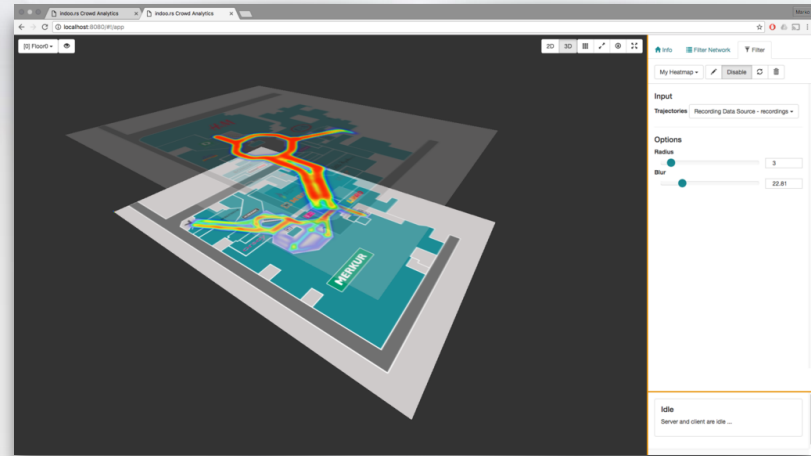 indoo.rs Crowd Analytics
indoo.rs Crowd Analytics
localhost:8080/#!/app
[0] Floor0
2D
3D
Info
Filter Network
Filter
My Heatmap
Disable
Input
Trajectories
Recording Data Source - recordings
Options
Radius
3
Blur
22.81
MERKUR
Idle
Server and client are idle ...